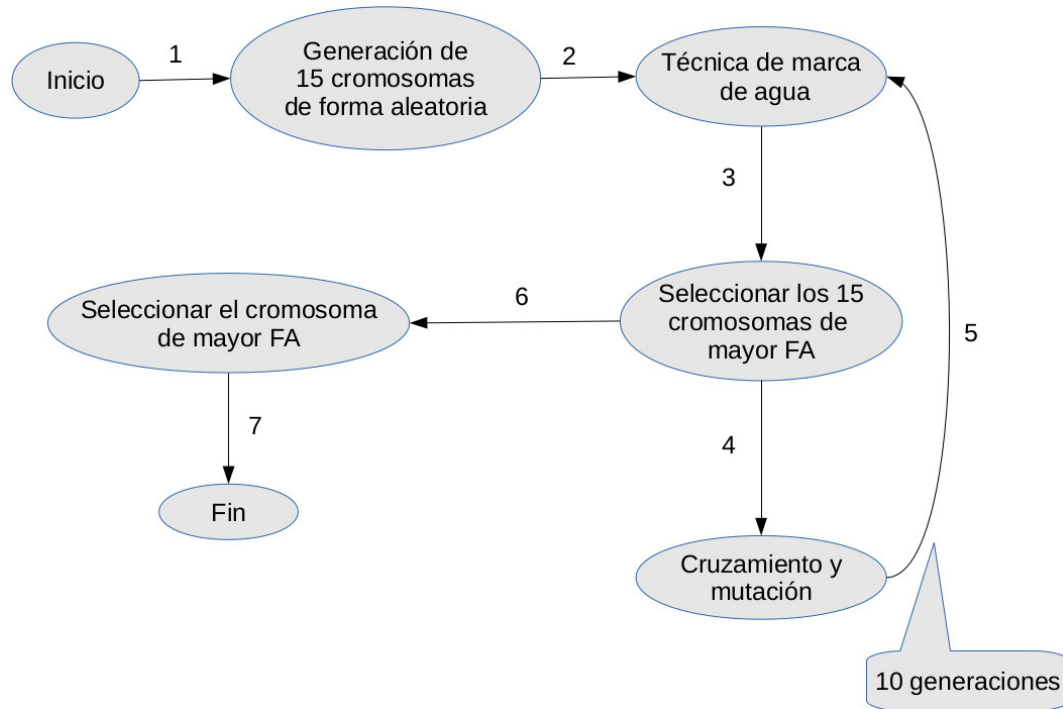 Inicio
1
Generación de
15 cromosomas
de forma aleatoria
2
Técnica de marca
de agua
3
Seleccionar los 15
cromosomas de
mayor FA
4
Cruzamiento y
mutación
5
10 generaciones
6
Seleccionar el cromosoma
de mayor FA
7
Fin